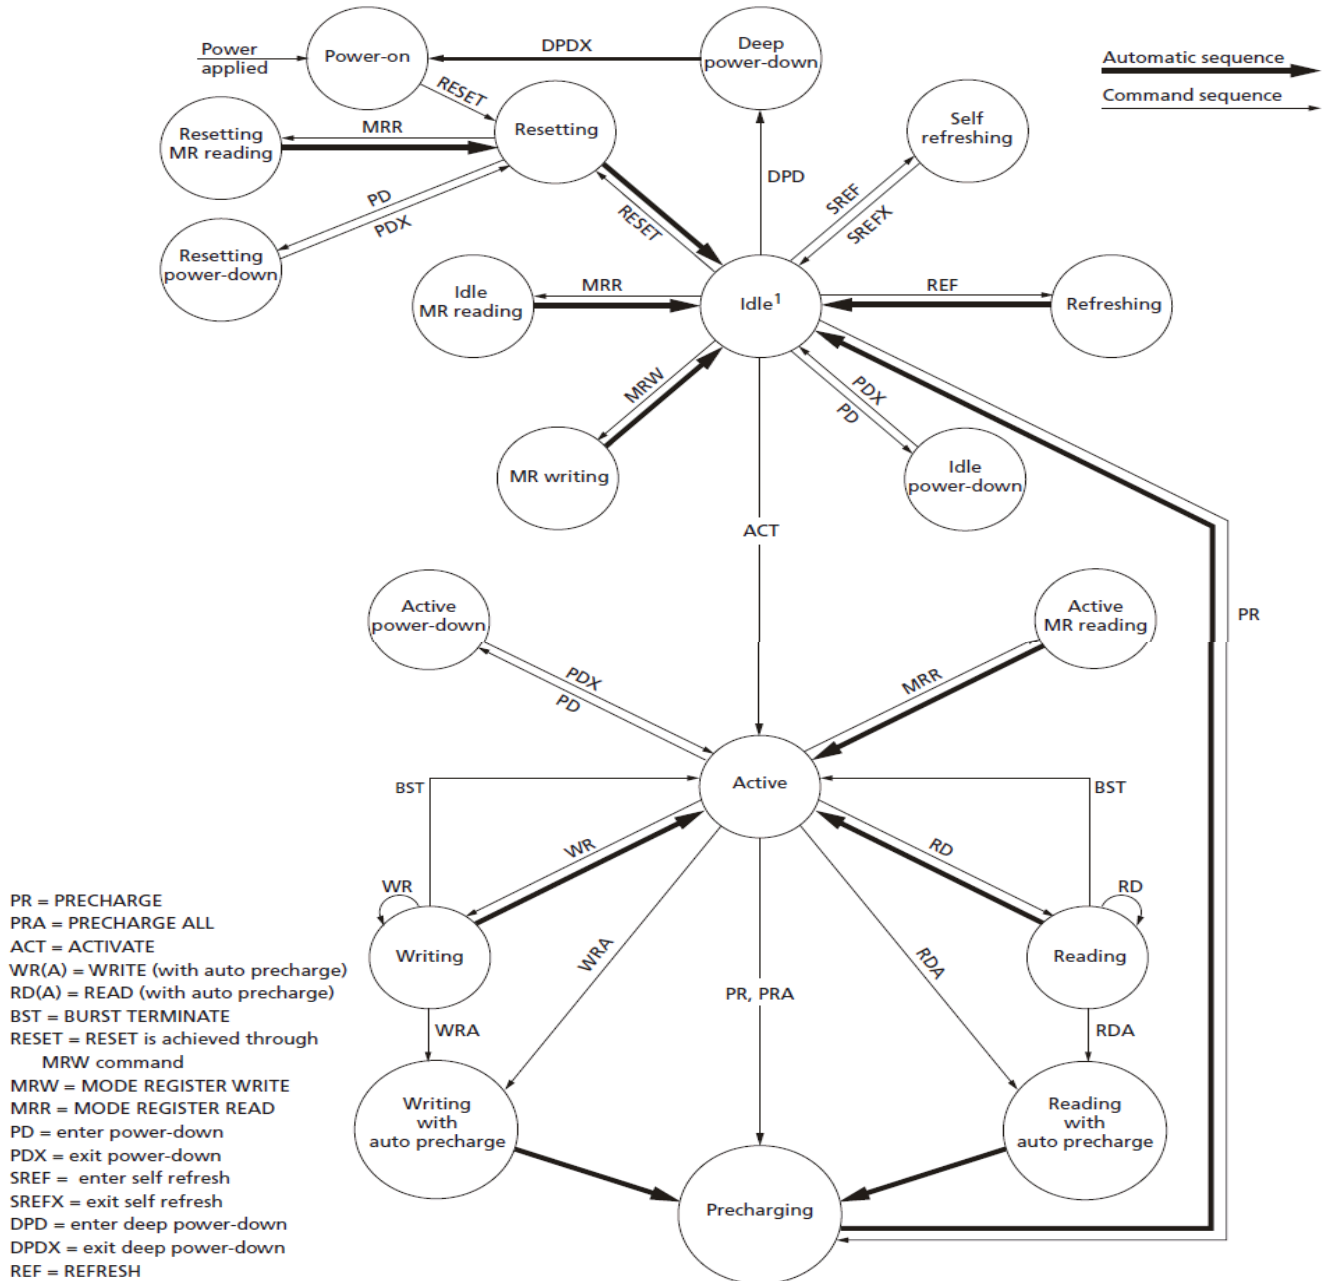 Power
applied
Power-on
DPDX
Deep
power-down
Automatic sequence
Command sequence
RESET
Resetting
MR reading
MRR
Resetting
Self
refreshing
PD
PDX
Resetting
power-down
RESET
DPD
SREF
SREFX
Idle
MR reading
MRR
Idle1
REF
Refreshing
MRW
PDX
PD
MR writing
Idle
power-down
ACT
PR
Active
power-down
Active
MR reading
PDX
PD
MRR
Active
BST
BST
WR
RD
WR
RD
Writing
Reading
WRA
RDA
PR, PRA
WRA
RDA
Writing
with
auto precharge
Reading
with
auto precharge
Precharging
PR = PRECHARGE
PRA = PRECHARGE ALL
ACT = ACTIVATE
WR(A) = WRITE (with auto precharge)
RD(A) = READ (with auto precharge)
BST = BURST TERMINATE
RESET = RESET is achieved through
MRW command
MRW = MODE REGISTER WRITE
MRR = MODE REGISTER READ
PD = enter power-down
PDX = exit power-down
SREF = enter self refresh
SREFX = exit self refresh
DPD = enter deep power-down
DPDX = exit deep power-down
REF = REFRESH